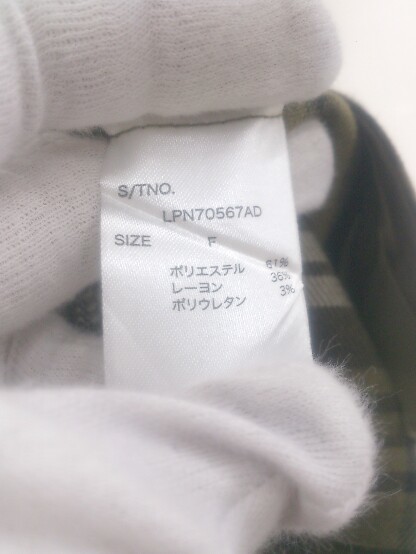 S/TNO.
LPN70567AD
SIZE F
ポリエステル 61%
レーヨン 36%
ポリウレタン 3%